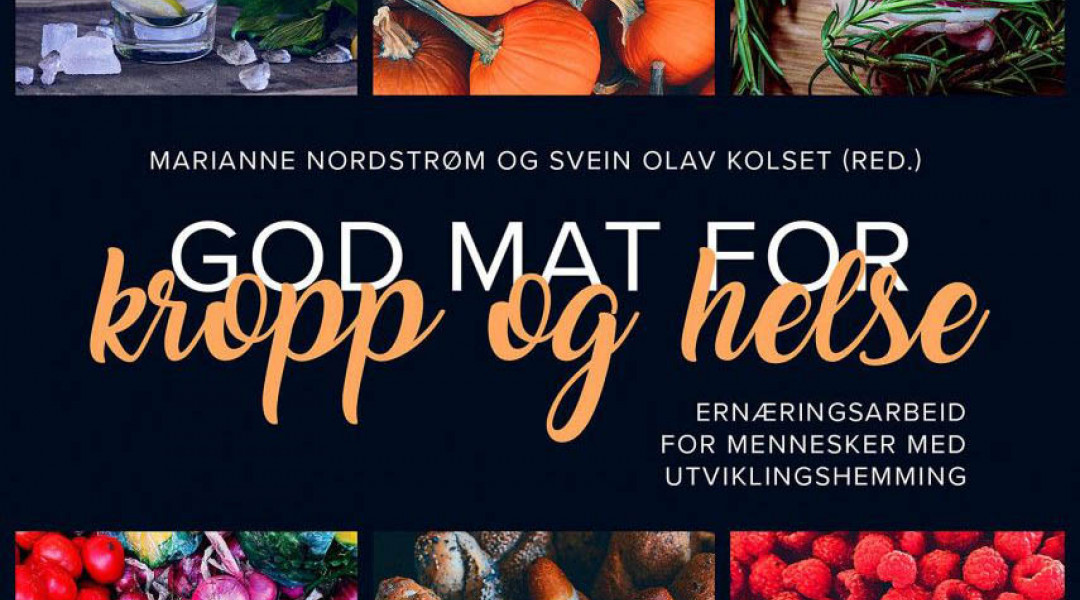 MARIANNE NORDSTRØM OG SVEIN OLAV KOLSET (RED.)
GOD MAT FOR
kropp og helse
ERNÆRINGSARBEID
FOR MENNESKER MED
UTVIKLINGSHEMMING